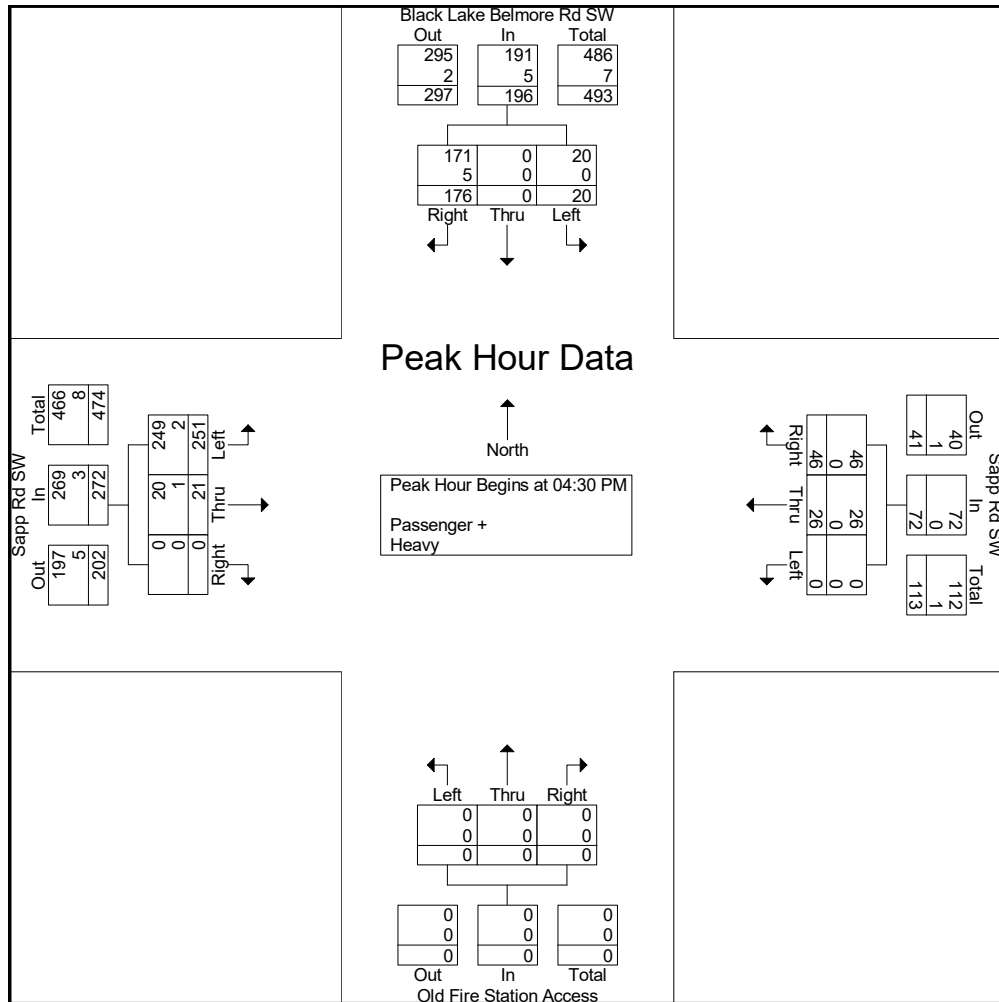 Black Lake Belmore Rd SW
Out In Total
295 191 486
2 5 7
297 196 493
171 0 20
5 0 0
176 0 20
Right Thru Left
Peak Hour Data
North
Peak Hour Begins at 04:30 PM
Passenger +
Heavy
Sapp Rd SW
Total In Out
466 269 197
8 3 5
474 272 202
249 20 0
2 1 0
251 21 0
Left Thru Right
Sapp Rd SW
Out In Total
40 72 112
1 0 1
41 72 113
46 26 0
0 0 0
46 26 0
Right Thru Left
Left Thru Right
0 0 0
0 0 0
0 0 0
0 0 0
0 0 0
0 0 0
Out In Total
Old Fire Station Access